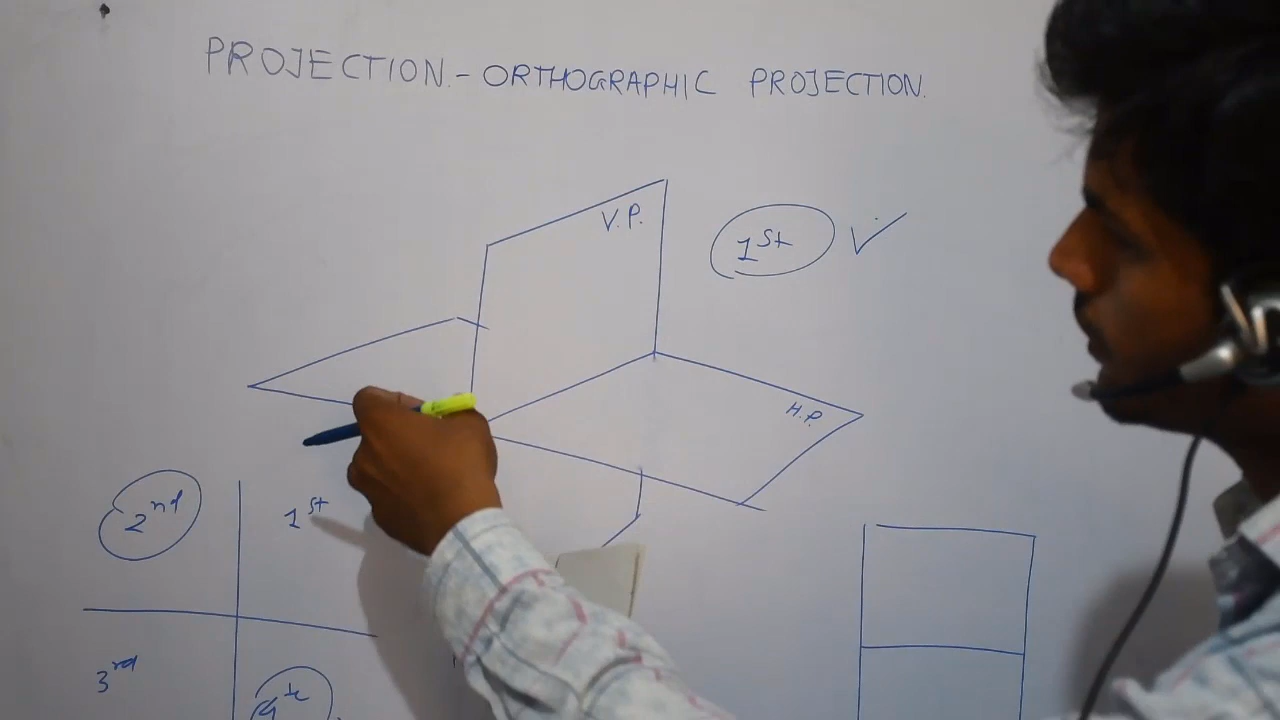 PROJECTION. - ORTHOGRAPHIC PROJECTION.
V.P.
1st
H.P.
2nd
1st
3rd
4th